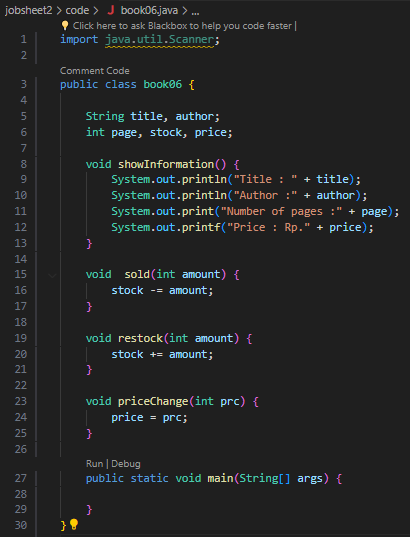 jobsheet2 > code > J book06.java > ...
Click here to ask Blackbox to help you code faster |
1 import java.util.Scanner;
2
Comment Code
3 public class book06 {
4
5 String title, author;
6 int page, stock, price;
7
8 void showInformation() {
9 System.out.println("Title : " + title);
10 System.out.println("Author :" + author);
11 System.out.print("Number of pages :" + page);
12 System.out.printf("Price : Rp." + price);
13 }
14
15 void  sold(int amount) {
16 stock -= amount;
17 }
18
19 void restock(int amount) {
20 stock += amount;
21 }
22
23 void priceChange(int prc) {
24 price = prc;
25 }
26
Run | Debug
27 public static void main(String[] args) {
28
29 }
30 }